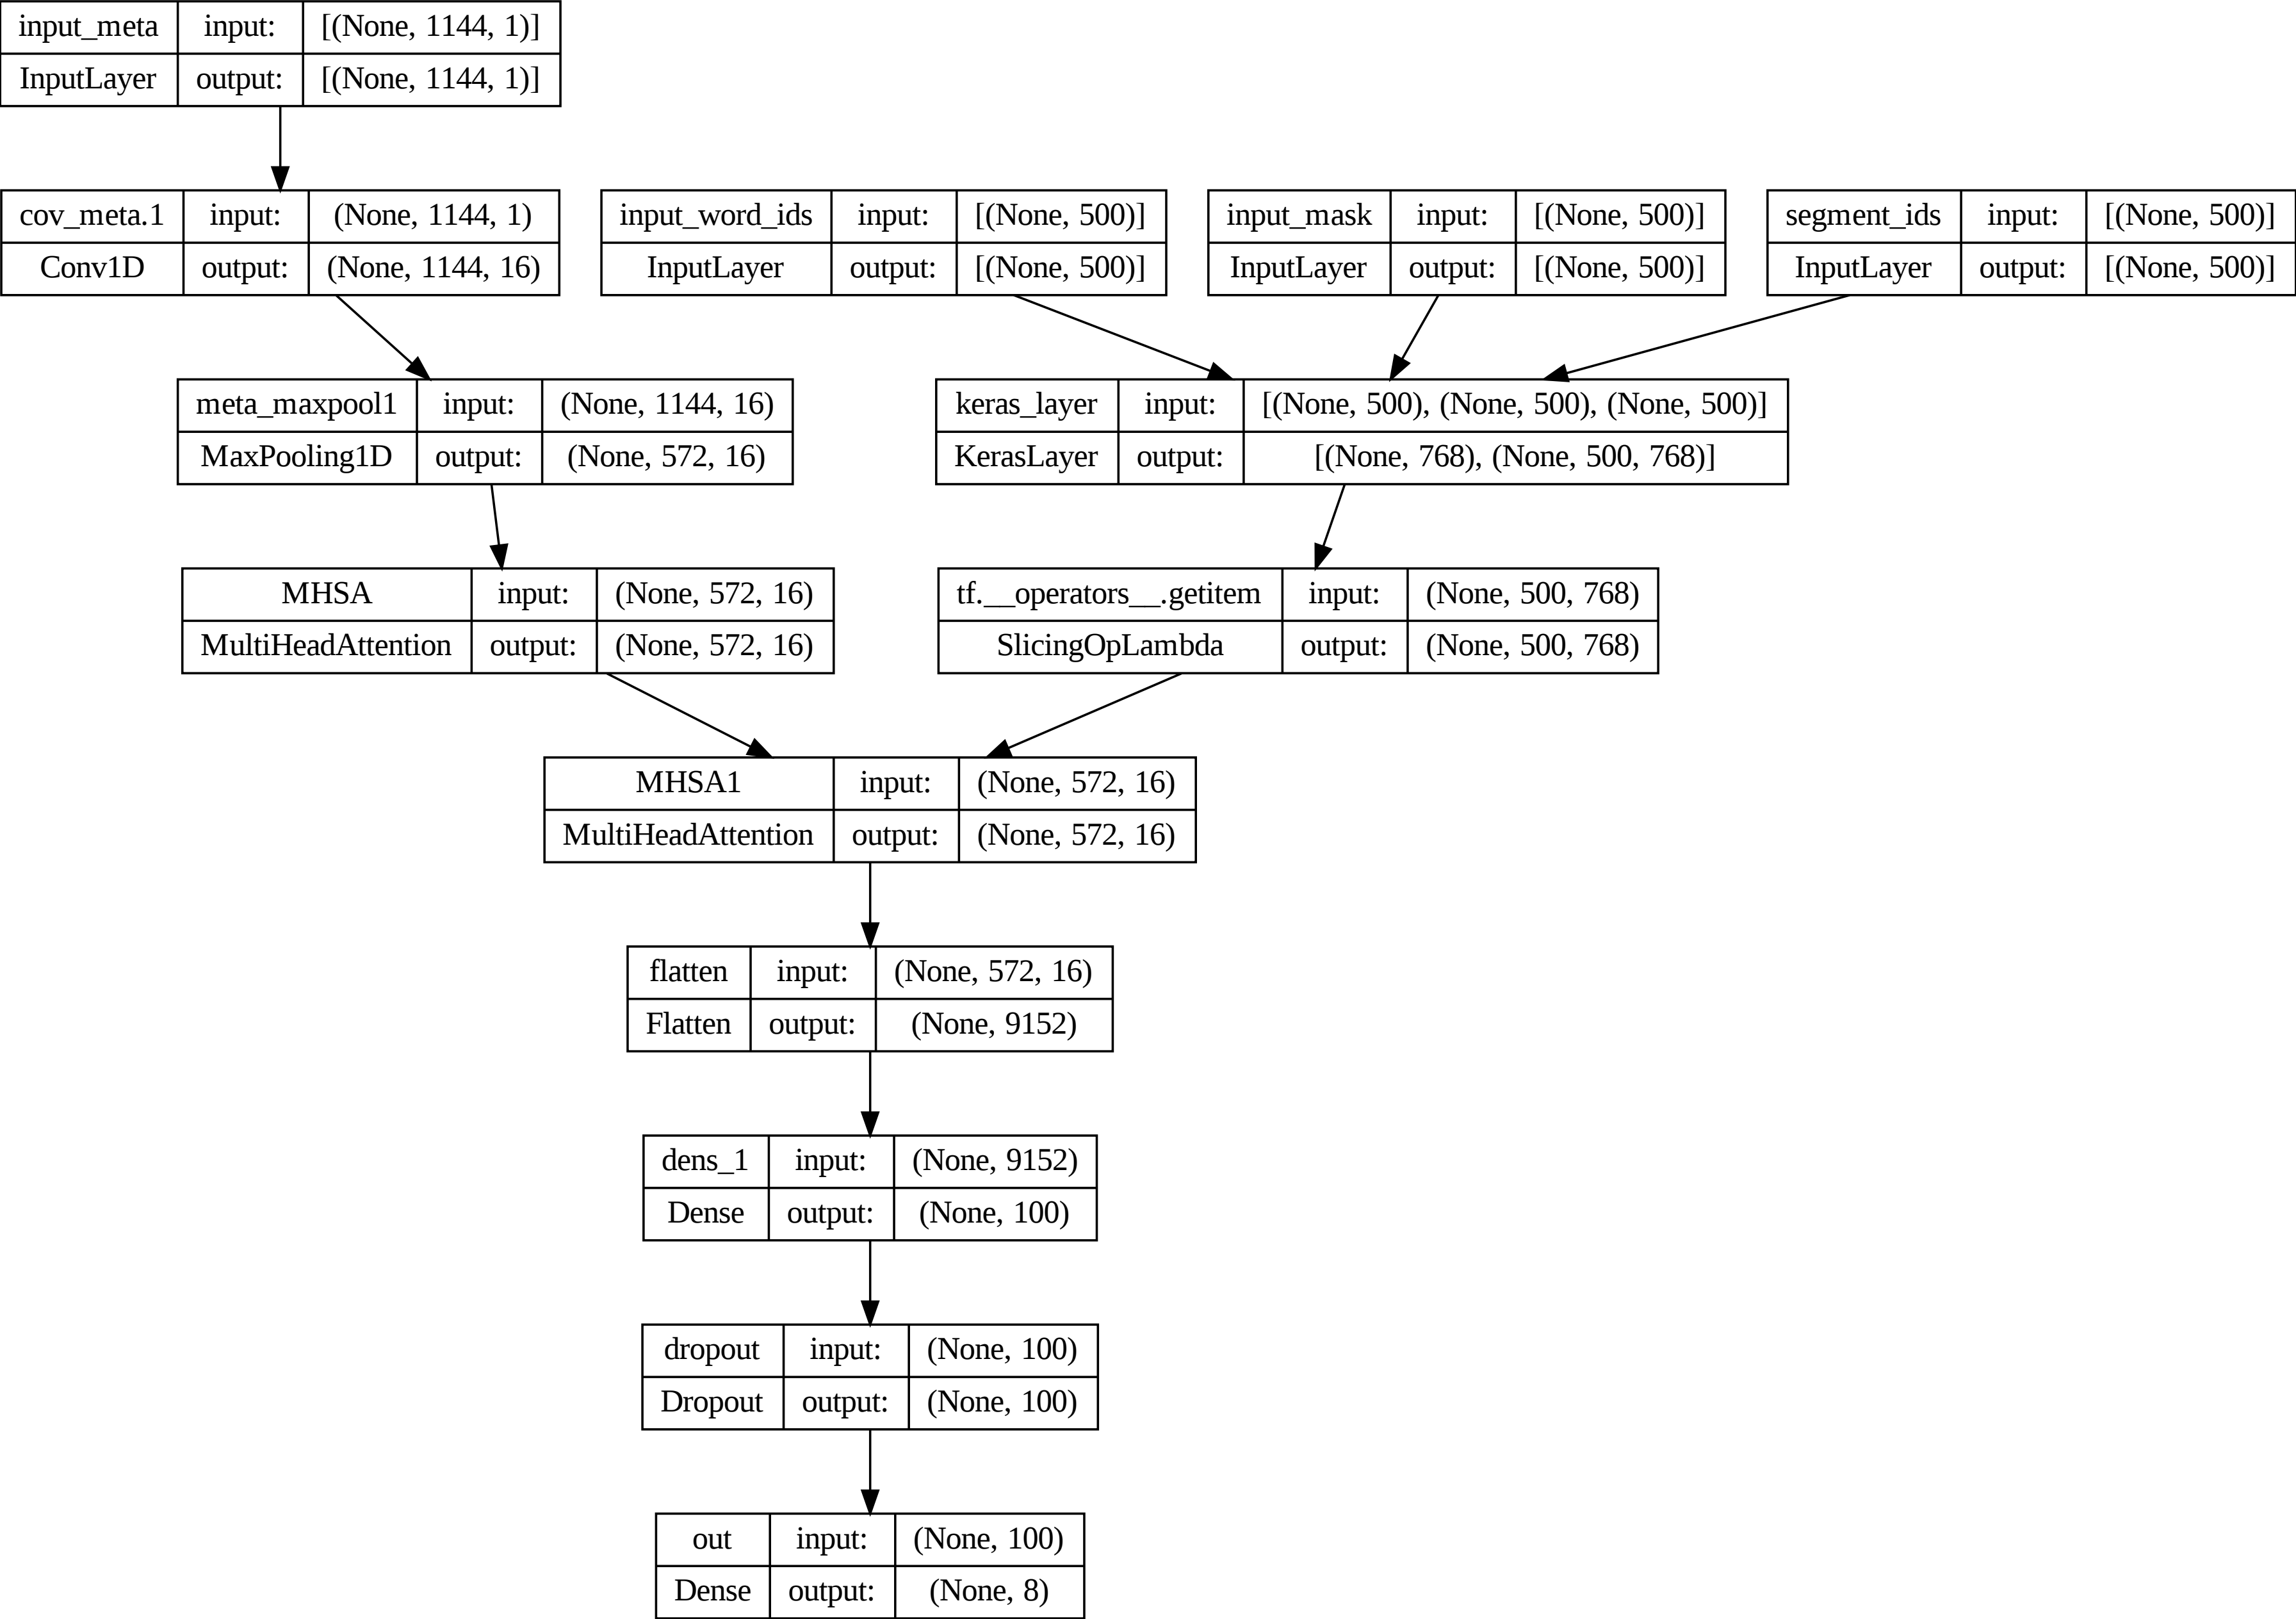 input_meta input: [(None, 1144, 1)]
InputLayer output: [(None, 1144, 1)]
cov_meta.1 input: (None, 1144, 1)
Conv1D output: (None, 1144, 16)
input_word_ids input: [(None, 500)]
InputLayer output: [(None, 500)]
input_mask input: [(None, 500)]
InputLayer output: [(None, 500)]
segment_ids input: [(None, 500)]
InputLayer output: [(None, 500)]
meta_maxpool1 input: (None, 1144, 16)
MaxPooling1D output: (None, 572, 16)
keras_layer input: [(None, 500), (None, 500), (None, 500)]
KerasLayer output: [(None, 768), (None, 500, 768)]
MHSA input: (None, 572, 16)
MultiHeadAttention output: (None, 572, 16)
tf.__operators__.getitem input: (None, 500, 768)
SlicingOpLambda output: (None, 500, 768)
MHSA1 input: (None, 572, 16)
MultiHeadAttention output: (None, 572, 16)
flatten input: (None, 572, 16)
Flatten output: (None, 9152)
dens_1 input: (None, 9152)
Dense output: (None, 100)
dropout input: (None, 100)
Dropout output: (None, 100)
out input: (None, 100)
Dense output: (None, 8)